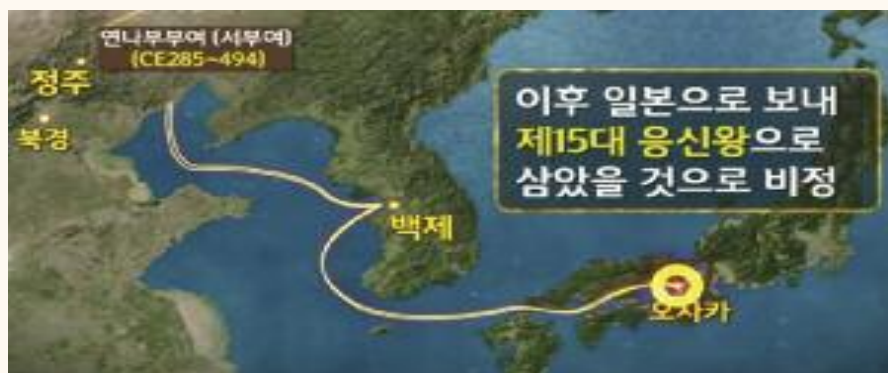 연나부부여 (서부여)
(CE285~494)
정주
북경
이후 일본으로 보내
제15대 응신왕으로
삼았을 것으로 비정
백제
오사카